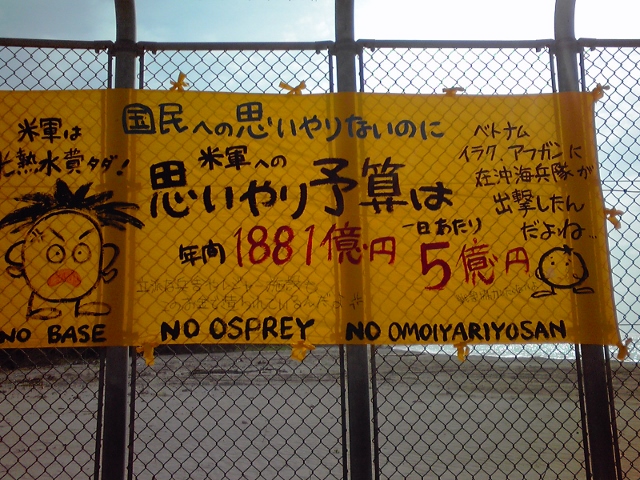 国民への思いやりないのに
米軍は
光熱水費タダ!
米軍への
思いやり予算は
年間1881億円
一日あたり
5億円
ベトナム
イラク、アフガンに
在沖海兵隊が
出撃したん
だよね…
NO BASE
NO OSPREY
NO OMOIYARIYOSAN